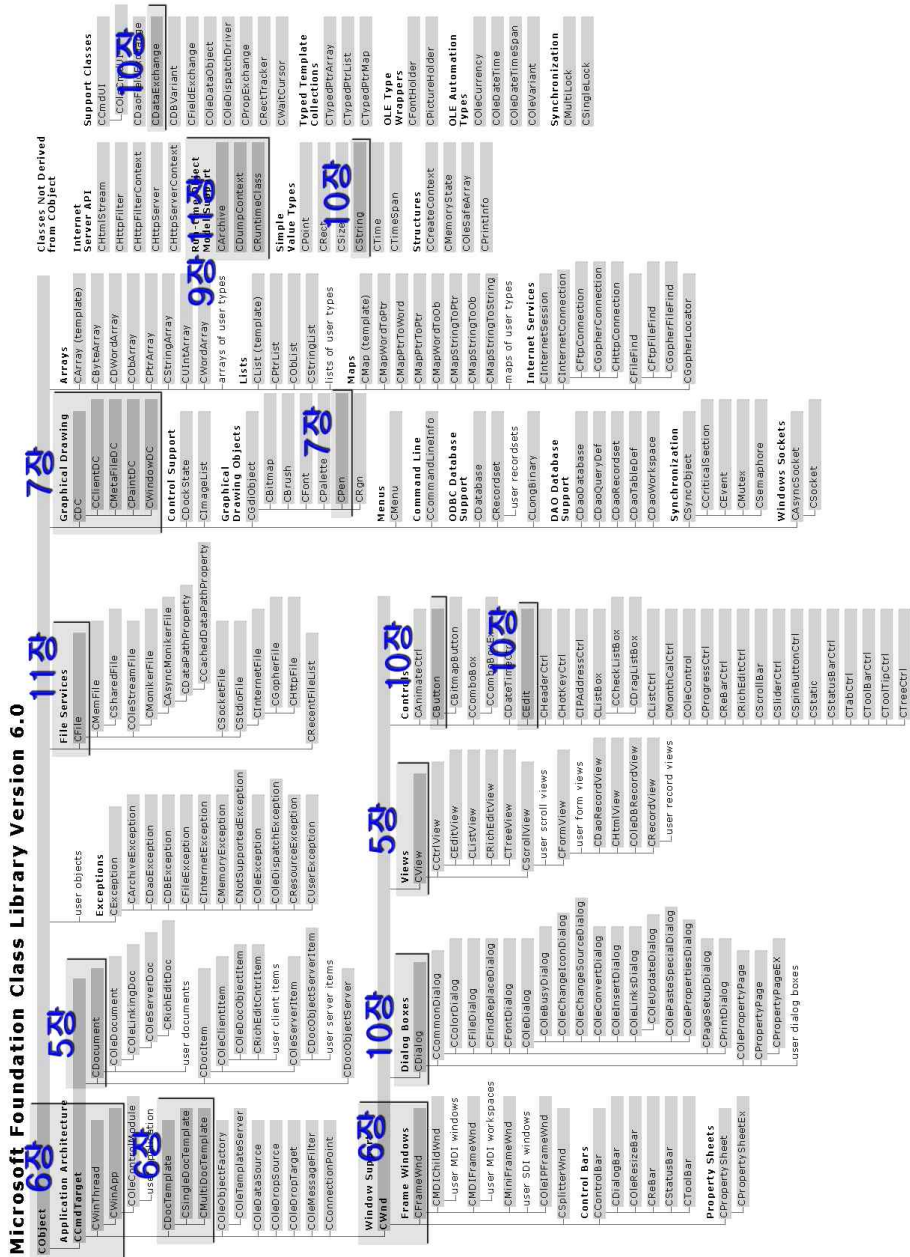 Microsoft Foundation Class Library Version 6.0
CObject
6장
Application Architecture
CCmdTarget
CWinThread
CWinApp
COleControlModule
user application
6장
CDocTemplate
CSingleDocTemplate
CMultiDocTemplate
COleObjectFactory
COleTemplateServer
COleDataSource
COleDropSource
COleDropTarget
COleMessageFilter
CConnectionPoint
Window Support
6장
CWnd
Frame Windows
CFrameWnd
CMDIChildWnd
user MDI windows
CMDIFrameWnd
user MDI workspaces
CMiniFrameWnd
user SDI windows
COleIPFrameWnd
CSplitterWnd
Control Bars
CControlBar
CDialogBar
COleResizeBar
CReBar
CStatusBar
CToolBar
Property Sheets
CPropertySheet
CPropertySheetEx
5장
CDocument
COleDocument
COleLinkingDoc
COleServerDoc
CRichEditDoc
user documents
CDocItem
COleClientItem
COleDocObjectItem
CRichEditCntrItem
user client items
COleServerItem
CDocObjectServerItem
user server items
CDocObjectServer
10장
Dialog Boxes
CDialog
CCommonDialog
CColorDialog
CFileDialog
CFindReplaceDialog
CFontDialog
COleDialog
COleBusyDialog
COleChangeIconDialog
COleChangeSourceDialog
COleConvertDialog
COleInsertDialog
COleLinksDialog
COleUpdateDialog
COlePasteSpecialDialog
COlePropertiesDialog
CPageSetupDialog
CPrintDialog
COlePropertyPage
CPropertyPage
CPropertyPageEX
user dialog boxes
user objects
Exceptions
CException
CArchiveException
CDaoException
CDBException
CFileException
CInternetException
CMemoryException
CNotSupportedException
COleException
COleDispatchException
CResourceException
CUserException
5장
Views
CView
CCtrlView
CEditView
CListView
CRichEditView
CTreeView
CScrollView
user scroll views
CFormView
user form views
CDaoRecordView
CHtmlView
COleDBRecordView
CRecordView
user record views
11장
File Services
CFile
CMemFile
CSharedFile
COleStreamFile
CMonikerFile
CAsyncMonikerFile
CDataPathProperty
CCachedDataPathProperty
CSocketFile
CStdioFile
CInternetFile
CGopherFile
CHttpFile
CRecentFileList
10장
Controls
CAnimateCtrl
CButton
CBitmapButton
CComboBox
CComboBoxEx
CDateTimeCtrl
10장
CEdit
CHeaderCtrl
CHotKeyCtrl
CIPAddressCtrl
CListBox
CCheckListBox
CDragListBox
CListCtrl
CMonthCalCtrl
COleControl
CProgressCtrl
CReBarCtrl
CRichEditCtrl
CScrollBar
CSliderCtrl
CSpinButtonCtrl
CStatic
CStatusBarCtrl
CTabCtrl
CToolBarCtrl
CToolTipCtrl
CTreeCtrl
7장
Graphical Drawing
CDC
CClientDC
CMetaFileDC
CPaintDC
CWindowDC
Control Support
CDockState
CImageList
Graphical
Drawing Objects
CGdiObject
CBitmap
CBrush
CFont
7장
CPalette
CPen
CRgn
Menus
CMenu
Command Line
CCommandLineInfo
ODBC Database
Support
CDatabase
CRecordset
user recordsets
CLongBinary
DAO Database
Support
CDaoDatabase
CDaoQueryDef
CDaoRecordset
CDaoTableDef
CDaoWorkspace
Synchronization
CSyncObject
CCriticalSection
CEvent
CMutex
CSemaphore
Windows Sockets
CAsyncSocket
CSocket
Arrays
CArray (template)
CByteArray
CDWordArray
CObArray
CPtrArray
CStringArray
CUIntArray
CWordArray
arrays of user types
Lists
CList (template)
CPtrList
CObList
CStringList
lists of user types
Maps
CMap (template)
CMapWordToPtr
CMapPtrToWord
CMapPtrToPtr
CMapWordToOb
CMapStringToPtr
CMapStringToOb
CMapStringToString
maps of user types
Internet Services
CInternetSession
CInternetConnection
CFtpConnection
CGopherConnection
CHttpConnection
CFileFind
CFtpFileFind
CGopherFileFind
CGopherLocator
Classes Not Derived
from CObject
Internet
Server API
CHtmlStream
CHttpFilter
CHttpFilterContext
CHttpServer
CHttpServerContext
9장 11장
Run-time Object
Model Support
CArchive
CDumpContext
CRuntimeClass
Simple
Value Types
CPoint
CRect
CSize
10장
CString
CTime
CTimeSpan
Structures
CCreateContext
CMemoryState
COleSafeArray
CPrintInfo
Support Classes
CCmdUI
COleCmdUI
10장
CDaoFieldExchange
CDataExchange
CDBVariant
CFieldExchange
COleDataObject
COleDispatchDriver
CPropExchange
CRectTracker
CWaitCursor
Typed Template
Collections
CTypedPtrArray
CTypedPtrList
CTypedPtrMap
OLE Type
Wrappers
CFontHolder
CPictureHolder
OLE Automation
Types
COleCurrency
COleDateTime
COleDateTimeSpan
COleVariant
Synchronization
CMultiLock
CSingleLock